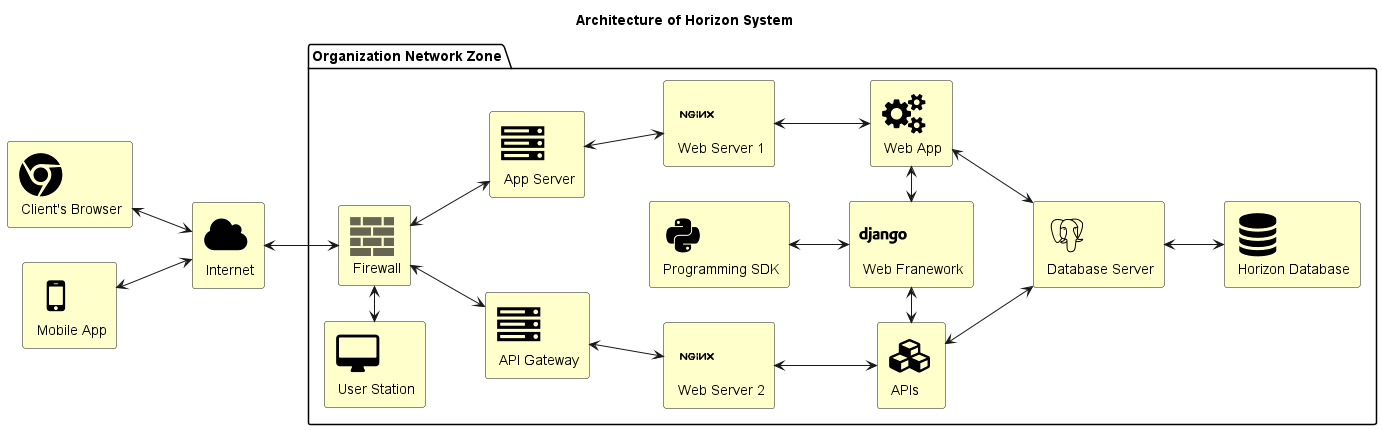 Architecture of Horizon System
Organization Network Zone
Client's Browser
Mobile App
Internet
Firewall
User Station
App Server
API Gateway
NGINX
Web Server 1
Programming SDK
NGINX
Web Server 2
Web App
django
Web Franework
APIs
Database Server
Horizon Database